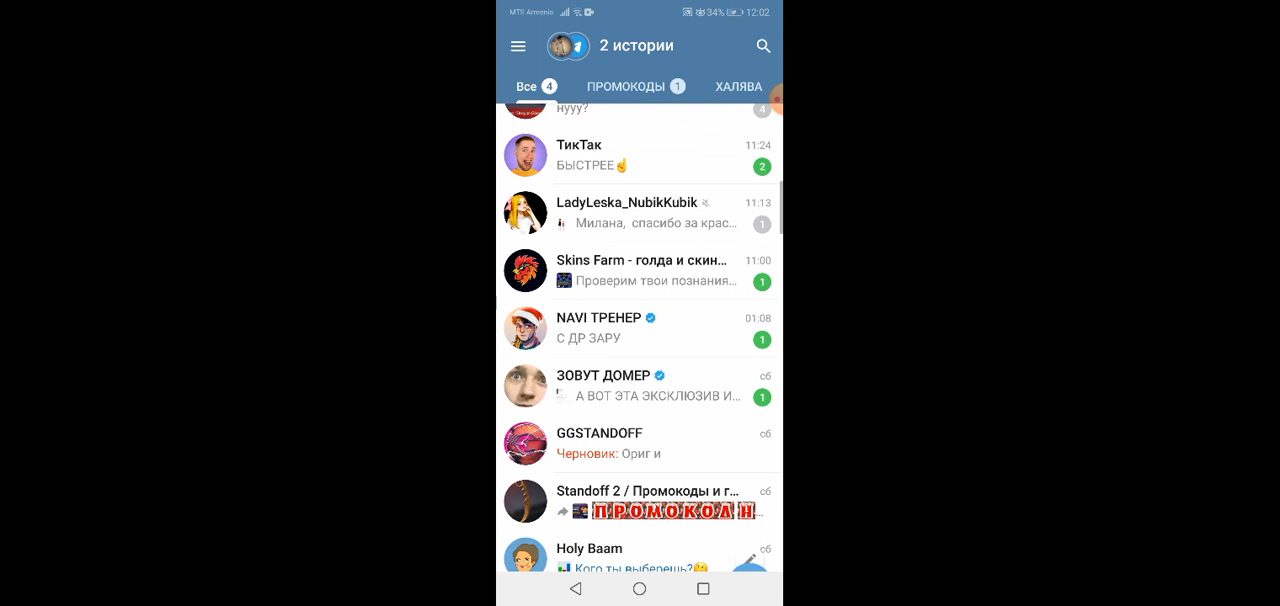 MTS Armenia 34% 12:02
2 истории
Все 4 ПРОМОКОДЫ 1 ХАЛЯВА
нууу? 4
ТикТак 11:24
БЫСТРЕЕ☝ 2
LadyLeska_NubikKubik 11:13
Милана, спасибо за крас... 1
Skins Farm - голда и скин... 11:00
Проверим твои познания... 1
NAVI ТРЕНЕР 01:08
С ДР ЗАРУ 1
ЗОВУТ ДОМЕР сб
А ВОТ ЭТА ЭКСКЛЮЗИВ И... 1
GGSTANDOFF сб
Черновик: Ориг и
Standoff 2 / Промокоды и г... сб
ПРОМОКОД Н...
Holy Baam сб
Кого ты выберешь?🤔